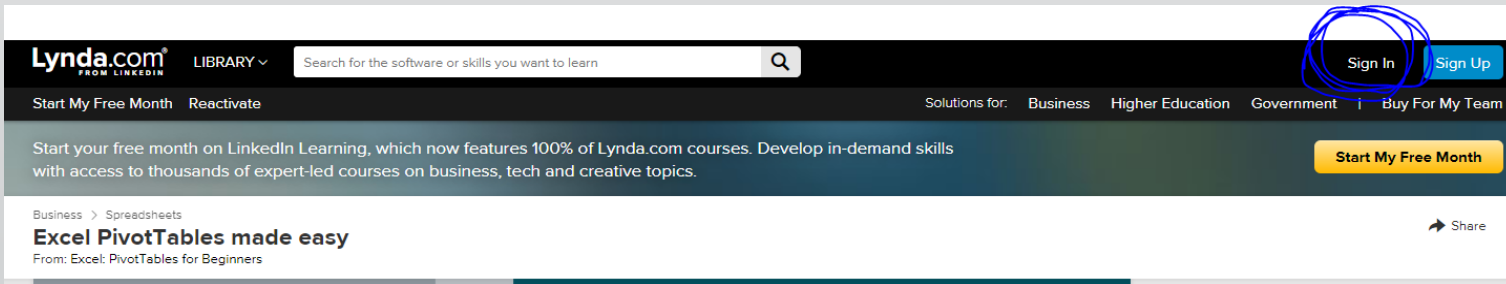 Lynda.com® LIBRARY Search for the software or skills you want to learn Sign In Sign Up
FROM LINKEDIN
Start My Free Month Reactivate Solutions for: Business Higher Education Government | Buy For My Team
Start your free month on LinkedIn Learning, which now features 100% of Lynda.com courses. Develop in-demand skills
with access to thousands of expert-led courses on business, tech and creative topics.
Start My Free Month
Business > Spreadsheets
Excel PivotTables made easy
From: Excel: PivotTables for Beginners
Share